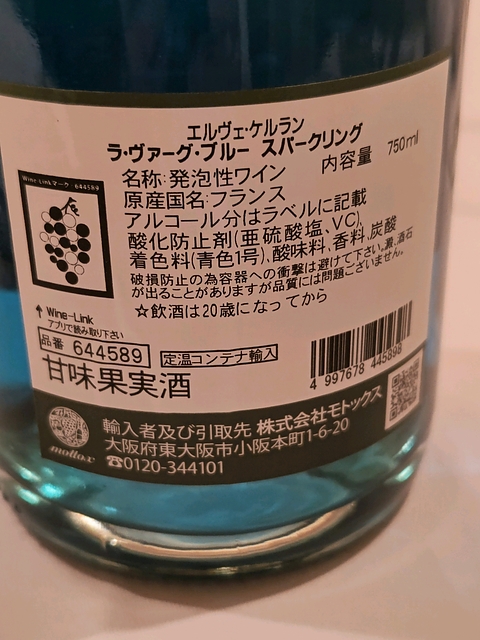 エルヴェ・ケルラン
ラ・ヴァーグ・ブルー スパークリング
名称:発泡性ワイン 内容量 750ml
原産国名:フランス
アルコール分はラベルに記載
酸化防止剤(亜硫酸塩、VC)、
着色料(青色1号)、酸味料、香料、炭酸
破損防止の為容器への衝撃は避けて下さい。澱、酒石
が出ることがありますが品質には問題ございません。
☆飲酒は20歳になってから
Wine-Linkマーク:644589
↑ Wine-Link
アプリで読み取り下さい
品番 644589
定温コンテナ輸入
甘味果実酒
4 997678 445898
mottox
輸入者及び引取先 株式会社モトックス
大阪府東大阪市小阪本町1-6-20
☎0120-344101